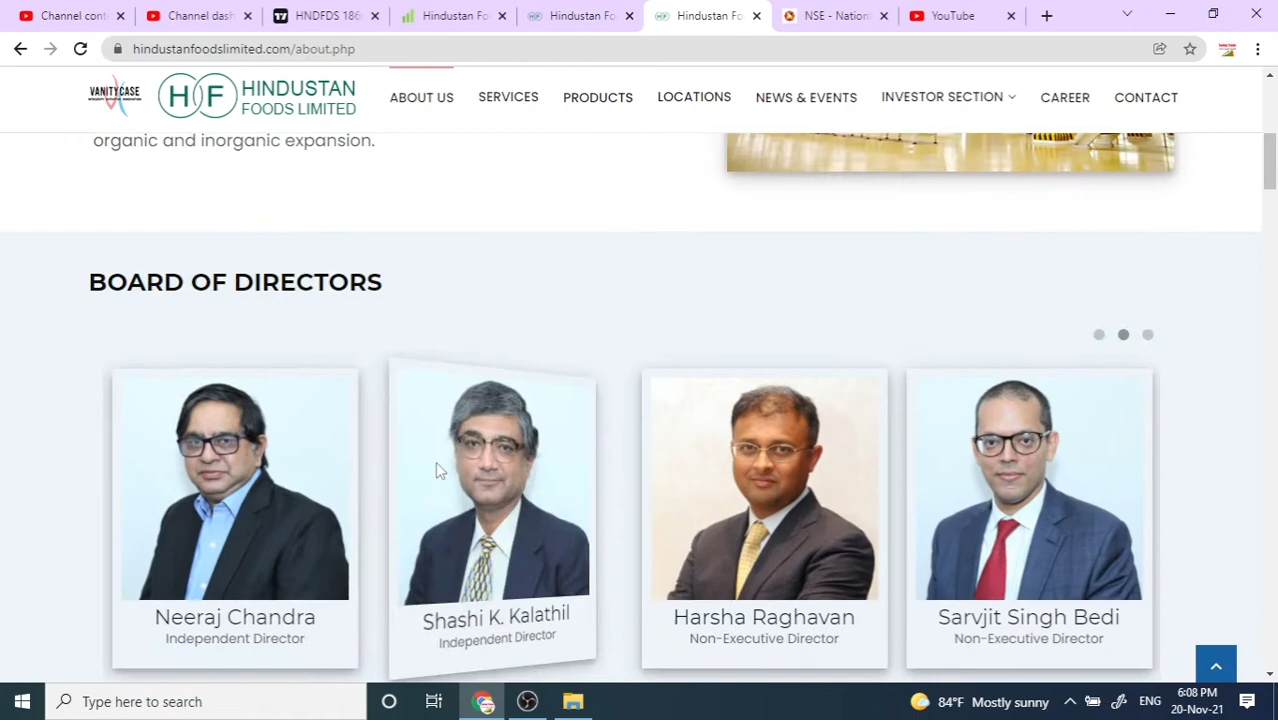 Channel conte
Channel dash
HNDFDS 186
Hindustan Fo
Hindustan Fo
Hindustan Fo
NSE - Nation
YouTube
hindustanfoodslimited.com/about.php
VANITYCASE
HF HINDUSTAN
FOODS LIMITED
ABOUT US SERVICES PRODUCTS LOCATIONS NEWS & EVENTS INVESTOR SECTION CAREER CONTACT
organic and inorganic expansion.
BOARD OF DIRECTORS
Neeraj Chandra
Independent Director
Shashi K. Kalathil
Independent Director
Harsha Raghavan
Non-Executive Director
Sarvjit Singh Bedi
Non-Executive Director
Type here to search
84°F Mostly sunny
ENG
6:08 PM
20-Nov-21